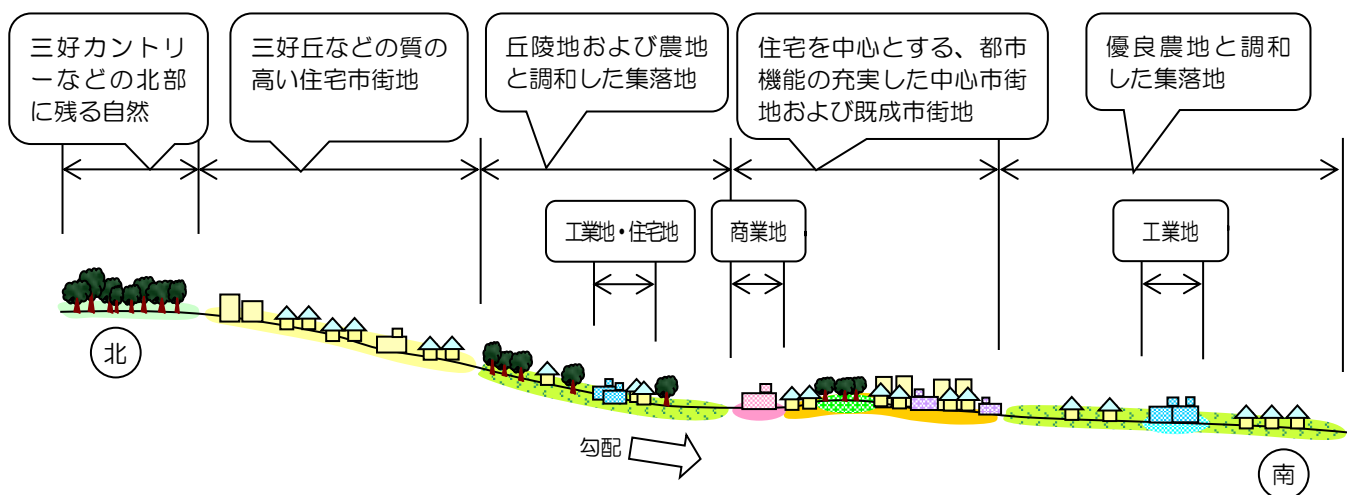 三好カントリ
ーなどの北部
に残る自然
三好丘などの質の
高い住宅市街地
丘陵地および農地
と調和した集落地
住宅を中心とする、都市
機能の充実した中心市街
地および既成市街地
優良農地と調和
した集落地
工業地・住宅地
商業地
工業地
北
勾配
南